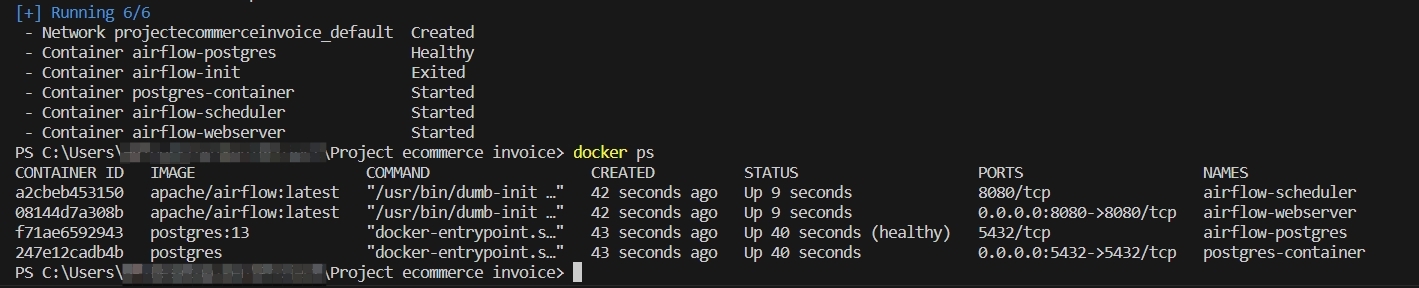 [+] Running 6/6
 - Network projectecommerceinvoice_default  Created
 - Container airflow-postgres               Healthy
 - Container airflow-init                   Exited
 - Container postgres-container             Started
 - Container airflow-scheduler              Started
 - Container airflow-webserver              Started
PS C:\Users\ \Project ecommerce invoice> docker ps
CONTAINER ID   IMAGE                   COMMAND                  CREATED          STATUS                    PORTS                    NAMES
a2cbeb453150   apache/airflow:latest   "/usr/bin/dumb-init …"   42 seconds ago   Up 9 seconds              8080/tcp                 airflow-scheduler
08144d7a308b   apache/airflow:latest   "/usr/bin/dumb-init …"   42 seconds ago   Up 9 seconds              0.0.0.0:8080->8080/tcp   airflow-webserver
f71ae6592943   postgres:13             "docker-entrypoint.s…"   43 seconds ago   Up 40 seconds (healthy)   5432/tcp                 airflow-postgres
247e12cadb4b   postgres                "docker-entrypoint.s…"   43 seconds ago   Up 40 seconds             0.0.0.0:5432->5432/tcp   postgres-container
PS C:\Users\ \Project ecommerce invoice>